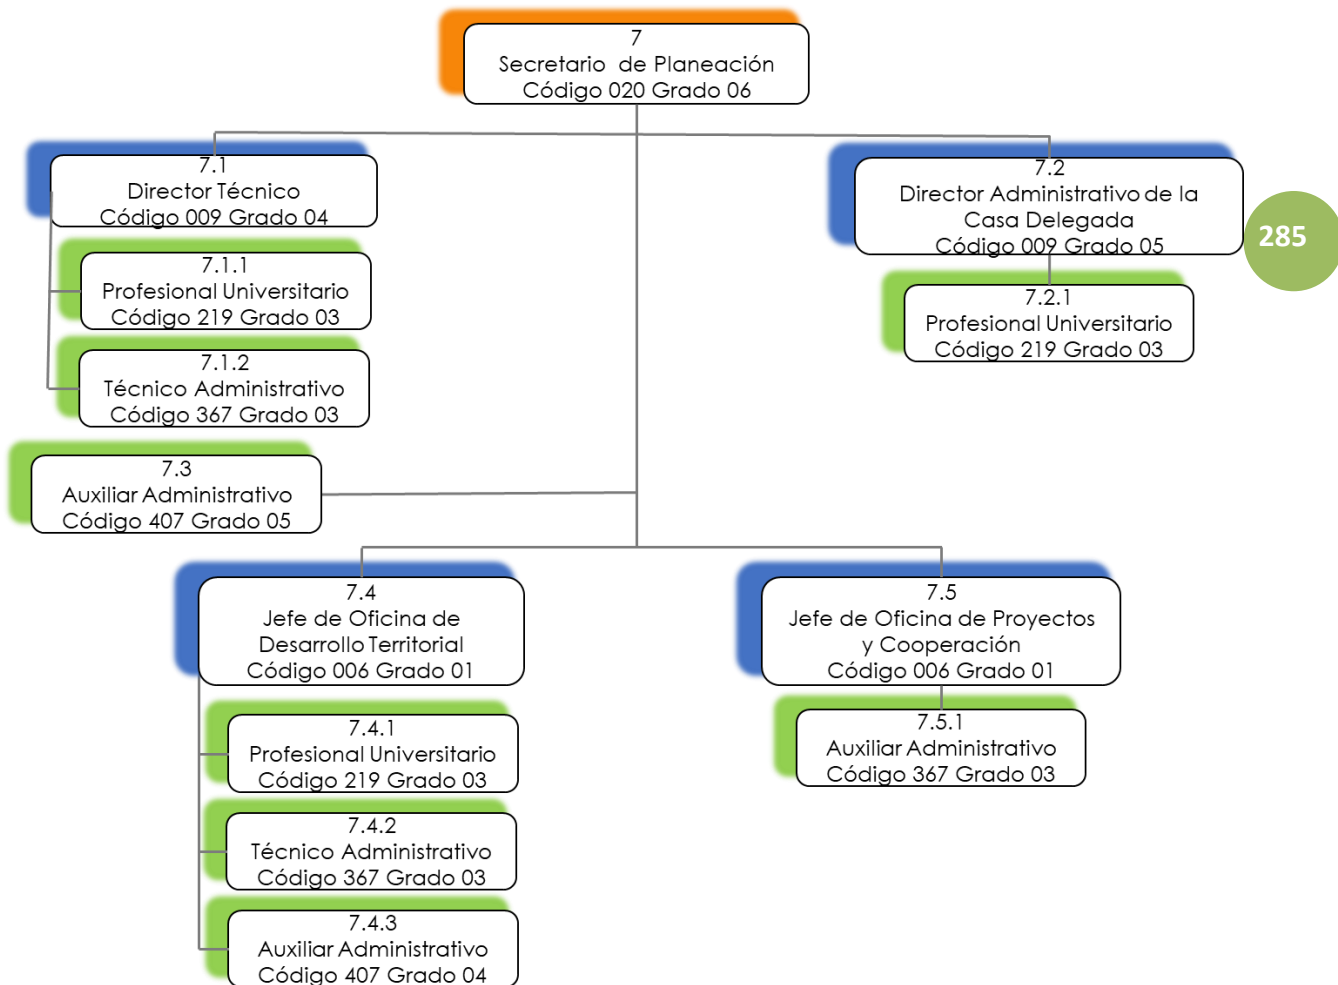 7
Secretario de Planeación
Código 020 Grado 06
7.1
Director Técnico
Código 009 Grado 04
7.2
Director Administrativo de la
Casa Delegada
Código 009 Grado 05
285
7.1.1
Profesional Universitario
Código 219 Grado 03
7.2.1
Profesional Universitario
Código 219 Grado 03
7.1.2
Técnico Administrativo
Código 367 Grado 03
7.3
Auxiliar Administrativo
Código 407 Grado 05
7.4
Jefe de Oficina de
Desarrollo Territorial
Código 006 Grado 01
7.5
Jefe de Oficina de Proyectos
y Cooperación
Código 006 Grado 01
7.4.1
Profesional Universitario
Código 219 Grado 03
7.5.1
Auxiliar Administrativo
Código 367 Grado 03
7.4.2
Técnico Administrativo
Código 367 Grado 03
7.4.3
Auxiliar Administrativo
Código 407 Grado 04